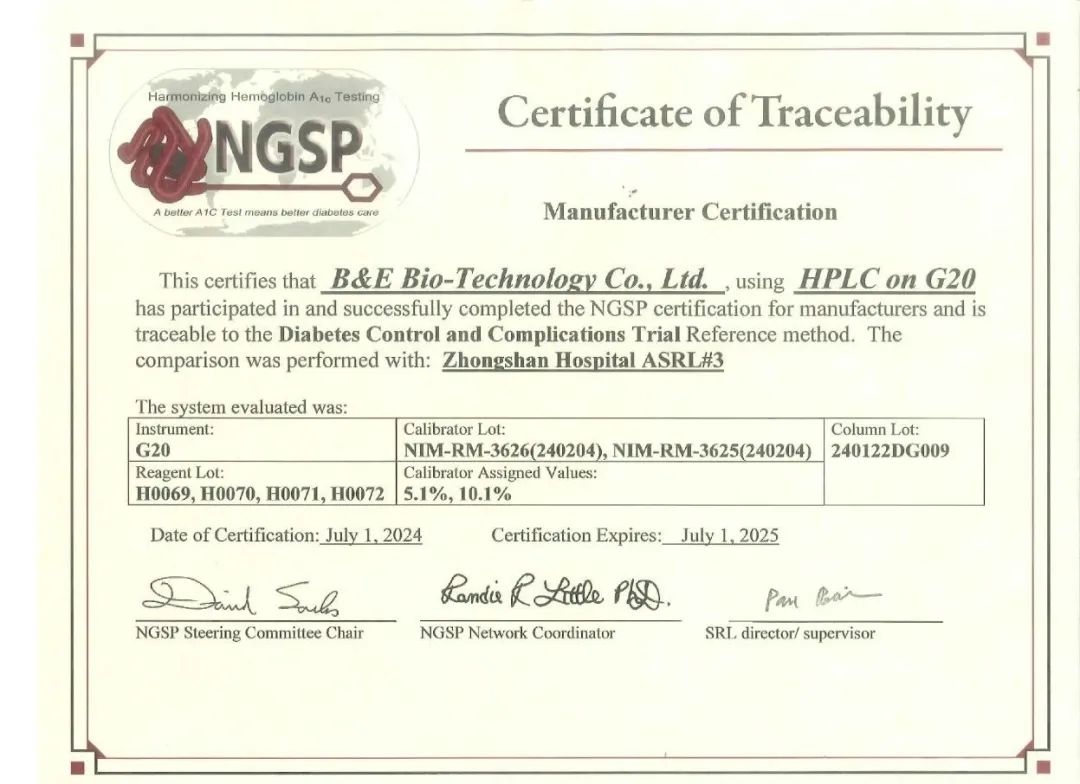 Harmonizing Hemoglobin A1c Testing
NGSP
A better A1C Test means better diabetes care
Certificate of Traceability
Manufacturer Certification
This certifies that B&E Bio-Technology Co., Ltd. , using HPLC on G20
has participated in and successfully completed the NGSP certification for manufacturers and is
traceable to the Diabetes Control and Complications Trial Reference method. The
comparison was performed with: Zhongshan Hospital ASRL#3
The system evaluated was:
Instrument:
G20
Calibrator Lot:
NIM-RM-3626(240204), NIM-RM-3625(240204)
Column Lot:
240122DG009
Reagent Lot:
H0069, H0070, H0071, H0072
Calibrator Assigned Values:
5.1%, 10.1%
Date of Certification: July 1, 2024 Certification Expires: July 1, 2025
David Sacks
Randie R Little PhD.
NGSP Steering Committee Chair
NGSP Network Coordinator
SRL director/ supervisor